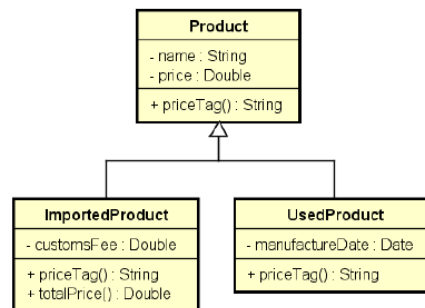 Product
- name : String
- price : Double
+ priceTag() : String
ImportedProduct
- customsFee : Double
+ priceTag() : String
+ totalPrice() : Double
UsedProduct
- manufactureDate : Date
+ priceTag() : String